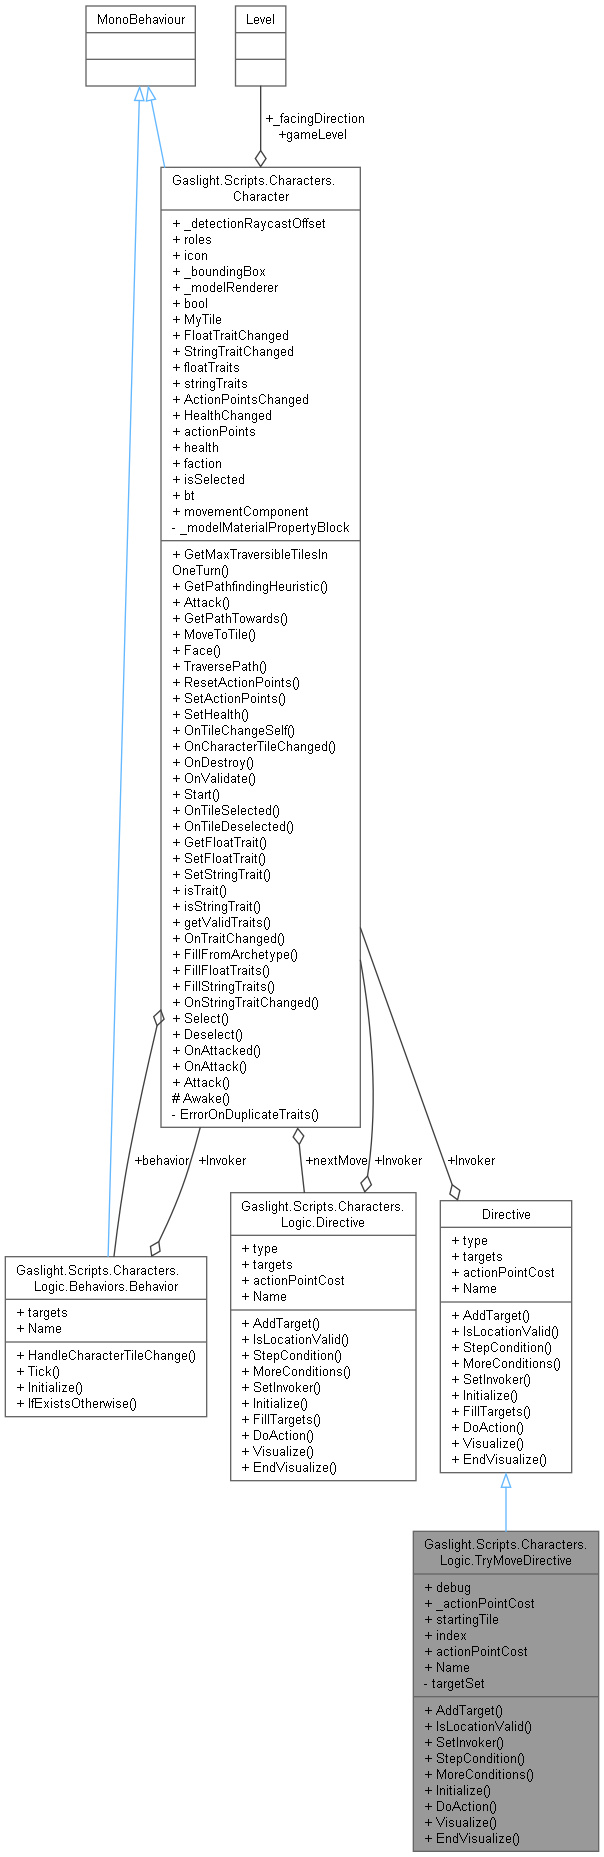 MonoBehaviour
Level
+_facingDirection
+gameLevel
Gaslight.Scripts.Characters.
Character
+ _detectionRaycastOffset
+ roles
+ icon
+ _boundingBox
+ _modelRenderer
+ bool
+ MyTile
+ FloatTraitChanged
+ StringTraitChanged
+ floatTraits
+ stringTraits
+ ActionPointsChanged
+ HealthChanged
+ actionPoints
+ health
+ faction
+ isSelected
+ bt
+ movementComponent
- _modelMaterialPropertyBlock
+ GetMaxTraversibleTilesIn
OneTurn()
+ GetPathfindingHeuristic()
+ Attack()
+ GetPathTowards()
+ MoveToTile()
+ Face()
+ TraversePath()
+ ResetActionPoints()
+ SetActionPoints()
+ SetHealth()
+ OnTileChangeSelf()
+ OnCharacterTileChanged()
+ OnDestroy()
+ OnValidate()
+ Start()
+ OnTileSelected()
+ OnTileDeselected()
+ GetFloatTrait()
+ SetFloatTrait()
+ SetStringTrait()
+ isTrait()
+ isStringTrait()
+ getValidTraits()
+ OnTraitChanged()
+ FillFromArchetype()
+ FillFloatTraits()
+ FillStringTraits()
+ OnStringTraitChanged()
+ Select()
+ Deselect()
+ OnAttacked()
+ OnAttack()
+ Attack()
# Awake()
- ErrorOnDuplicateTraits()
+behavior
+Invoker
+nextMove
+Invoker
+Invoker
Gaslight.Scripts.Characters.
Logic.Behaviors.Behavior
+ targets
+ Name
+ HandleCharacterTileChange()
+ Tick()
+ Initialize()
+ IfExistsOtherwise()
Gaslight.Scripts.Characters.
Logic.Directive
+ type
+ targets
+ actionPointCost
+ Name
+ AddTarget()
+ IsLocationValid()
+ StepCondition()
+ MoreConditions()
+ SetInvoker()
+ Initialize()
+ FillTargets()
+ DoAction()
+ Visualize()
+ EndVisualize()
Directive
+ type
+ targets
+ actionPointCost
+ Name
+ AddTarget()
+ IsLocationValid()
+ StepCondition()
+ MoreConditions()
+ SetInvoker()
+ Initialize()
+ FillTargets()
+ DoAction()
+ Visualize()
+ EndVisualize()
Gaslight.Scripts.Characters.
Logic.TryMoveDirective
+ debug
+ _actionPointCost
+ startingTile
+ index
+ actionPointCost
+ Name
- targetSet
+ AddTarget()
+ IsLocationValid()
+ SetInvoker()
+ StepCondition()
+ MoreConditions()
+ Initialize()
+ DoAction()
+ Visualize()
+ EndVisualize()